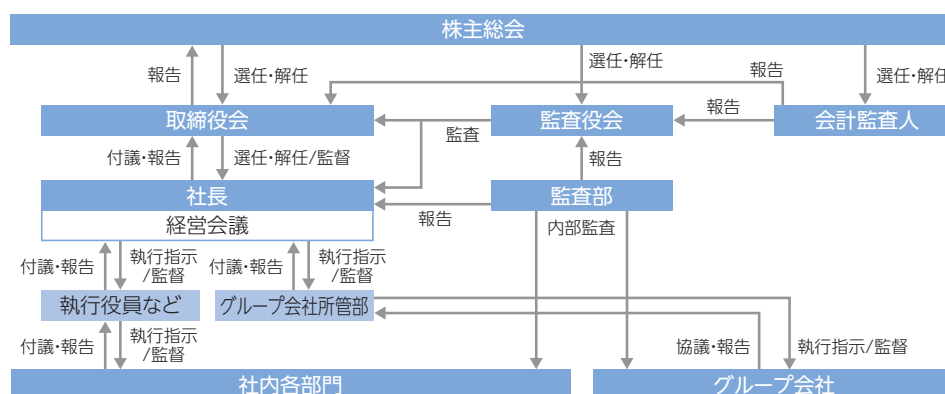 株主総会
報告
選任・解任
選任・解任
報告
選任・解任
取締役会
監査
監査役会
報告
会計監査人
付議・報告
選任・解任/監督
報告
社長
経営会議
報告
監査部
内部監査
付議・報告
執行指示
/監督
付議・報告
執行指示
/監督
執行役員など
グループ会社所管部
付議・報告
執行指示
/監督
協議・報告
執行指示/監督
社内各部門
グループ会社